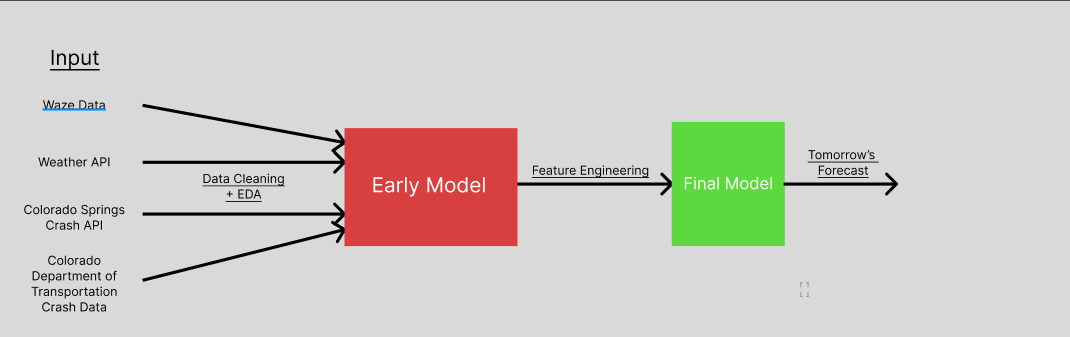 Input
Waze Data
Weather API
Data Cleaning
+ EDA
Colorado Springs
Crash API
Colorado
Department of
Transportation
Crash Data
Early Model
Feature Engineering
Final Model
Tomorrow's
Forecast